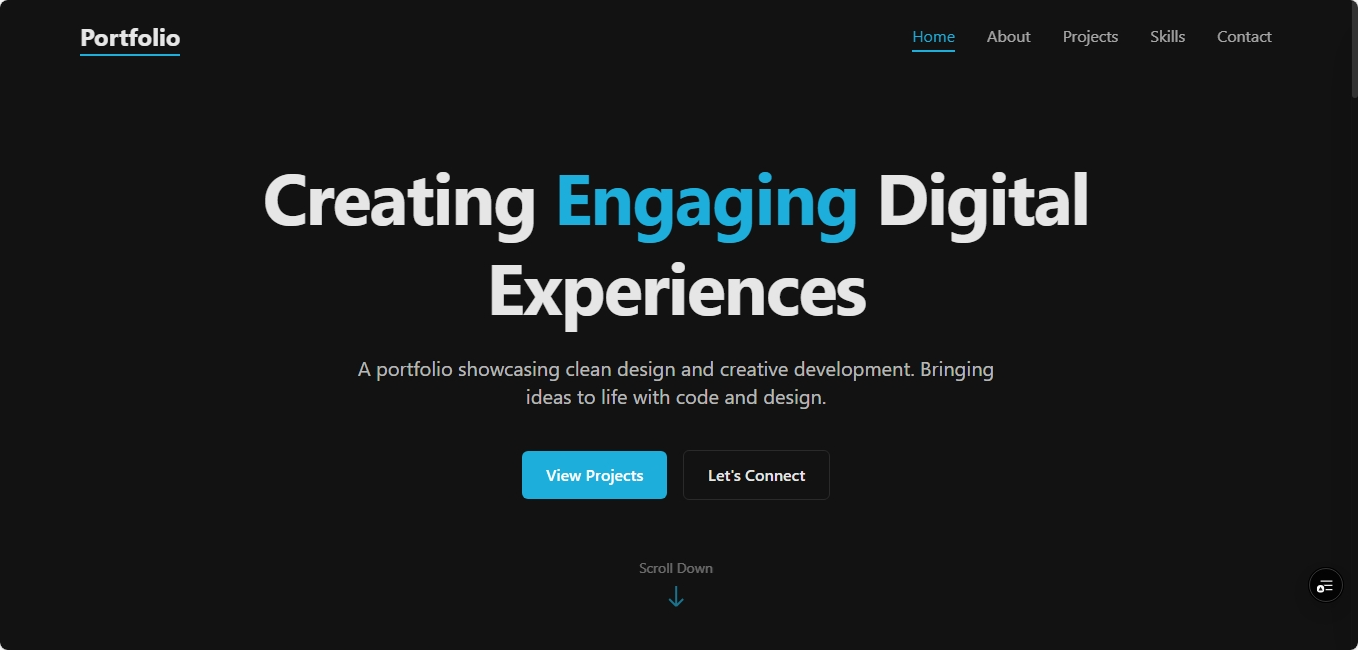 Portfolio
Home About Projects Skills Contact
Creating Engaging Digital
Experiences
A portfolio showcasing clean design and creative development. Bringing
ideas to life with code and design.
View Projects Let's Connect
Scroll Down